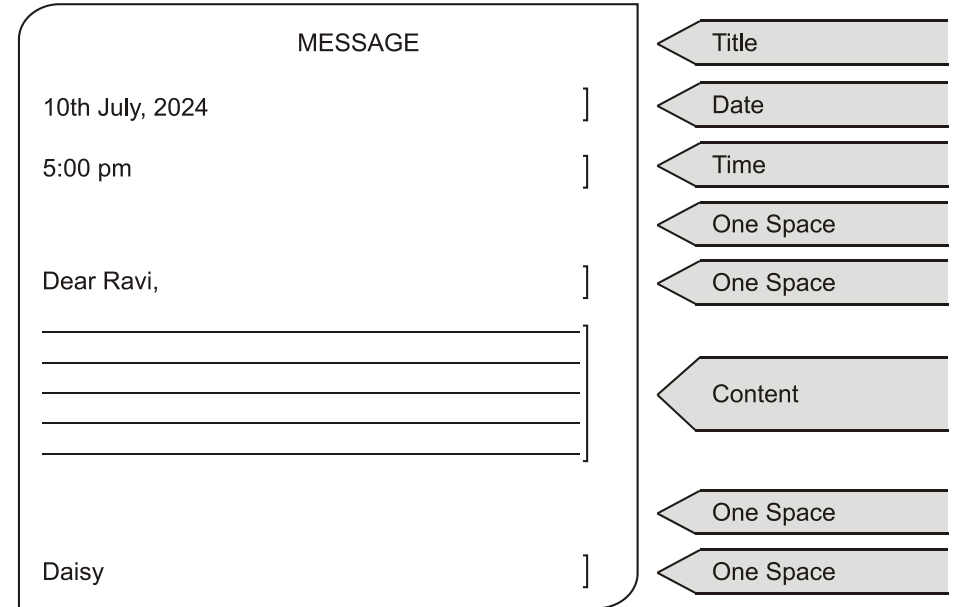 MESSAGE
Title
10th July, 2024
Date
5:00 pm
Time
One Space
Dear Ravi,
One Space
Content
One Space
Daisy
One Space